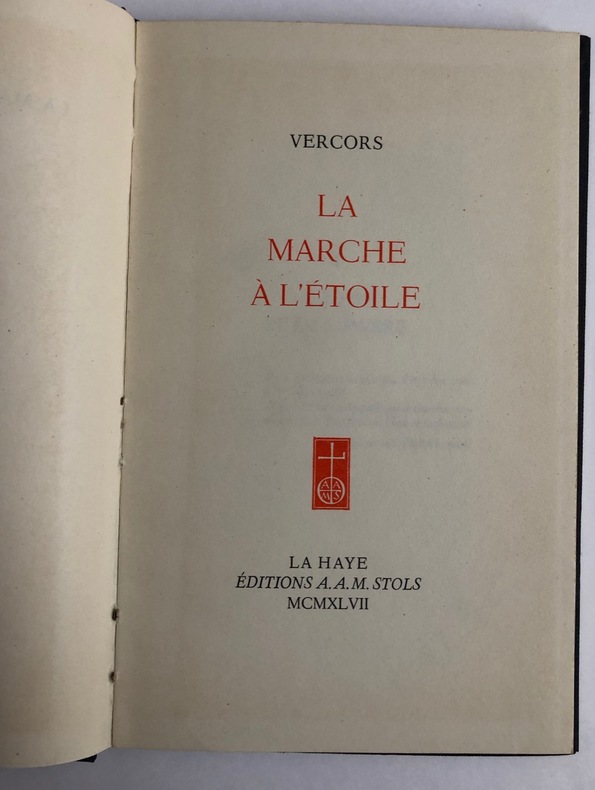 VERCORS
LA
MARCHE
À L'ÉTOILE
A A
M S
LA HAYE
ÉDITIONS A. A. M. STOLS
MCMXLVII